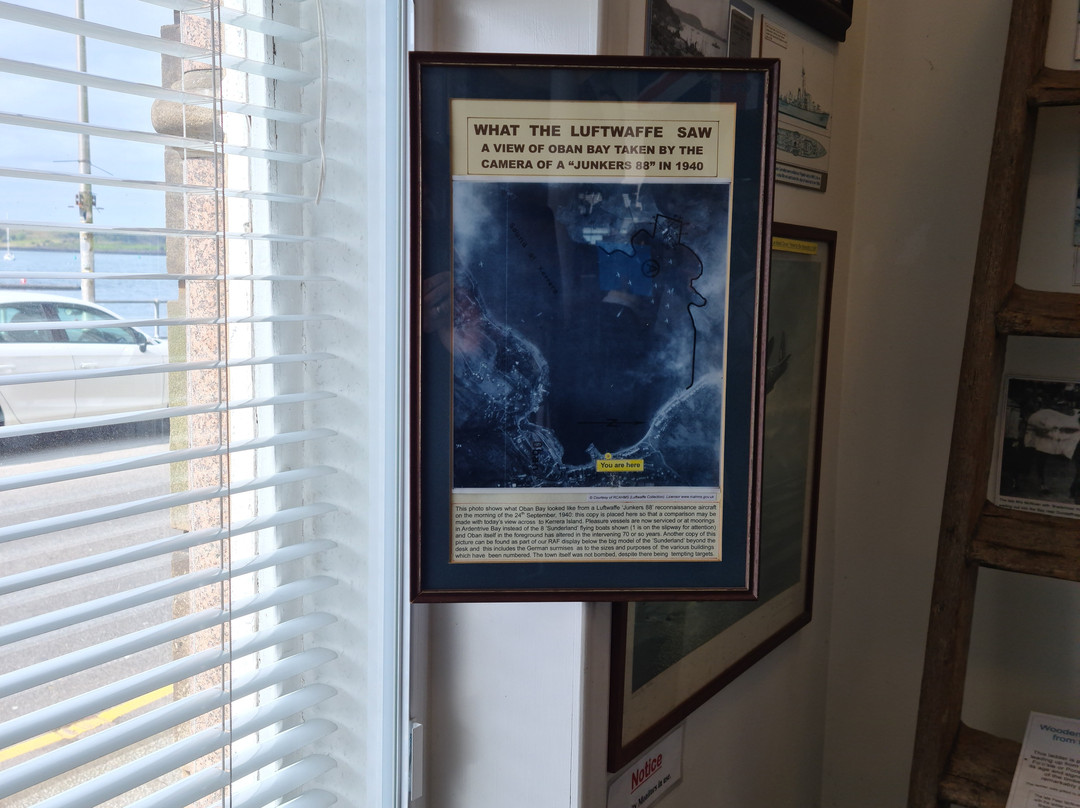 WHAT THE LUFTWAFFE SAW
A VIEW OF OBAN BAY TAKEN BY THE
CAMERA OF A “JUNKERS 88” IN 1940
You are here
This photo shows what Oban Bay looked like from a Luftwaffe 'Junkers 88' reconnaissance aircraft
on the morning of the 24th September, 1940: this copy is placed here so that a comparison may be
made with today's view across to Kerrera Island. Pleasure vessels are now serviced or at moorings
in Ardentrive Bay instead of the 8 'Sunderland' flying boats shown (1 is on the slipway for attention)
and Oban itself in the foreground has altered in the intervening 70 or so years. Another copy of this
picture can be found as part of our RAF display below the big model of the 'Sunderland' beyond the
desk and this includes the German surmises as to the sizes and purposes of the various buildings
which have been numbered. The town itself was not bombed, despite there being tempting targets.
Notice
Wooden
from
This ladder is